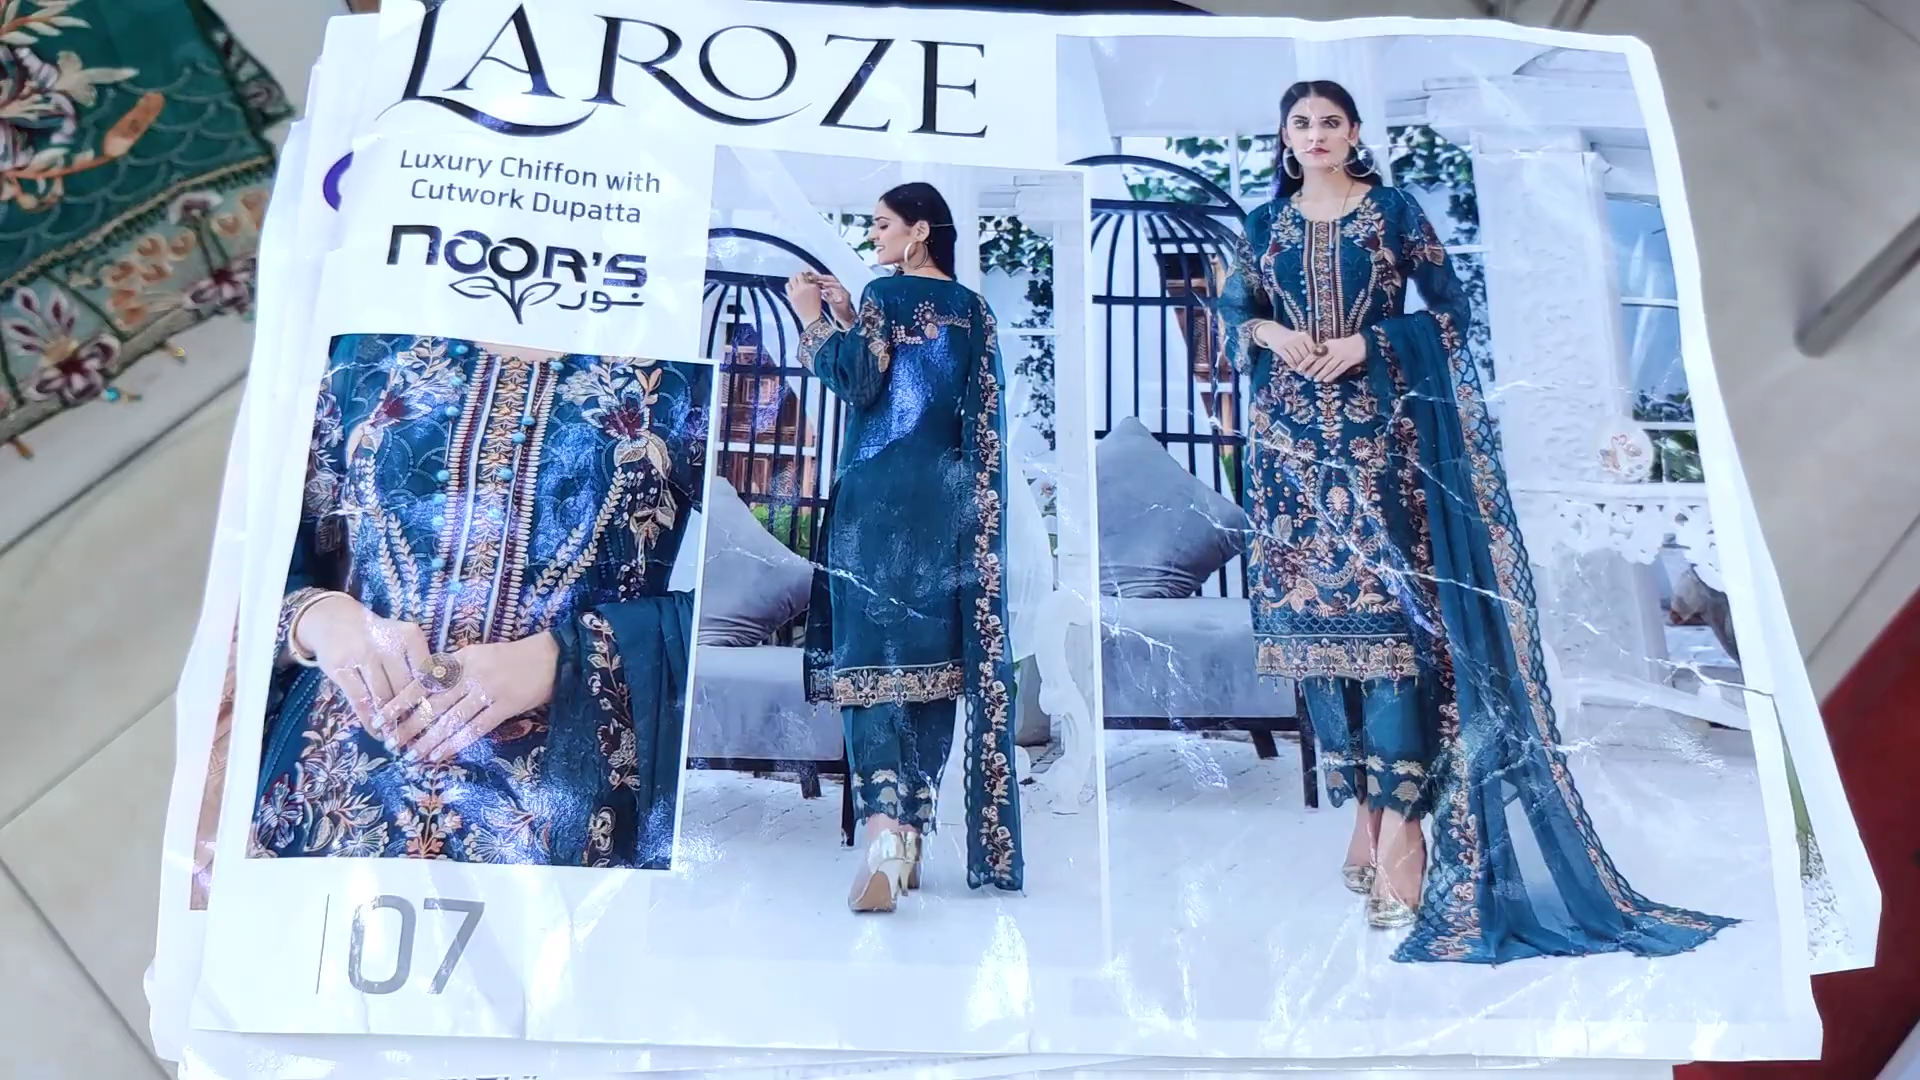 LAROZE
Luxury Chiffon with
Cutwork Dupatta
NOOR'S
نور
07